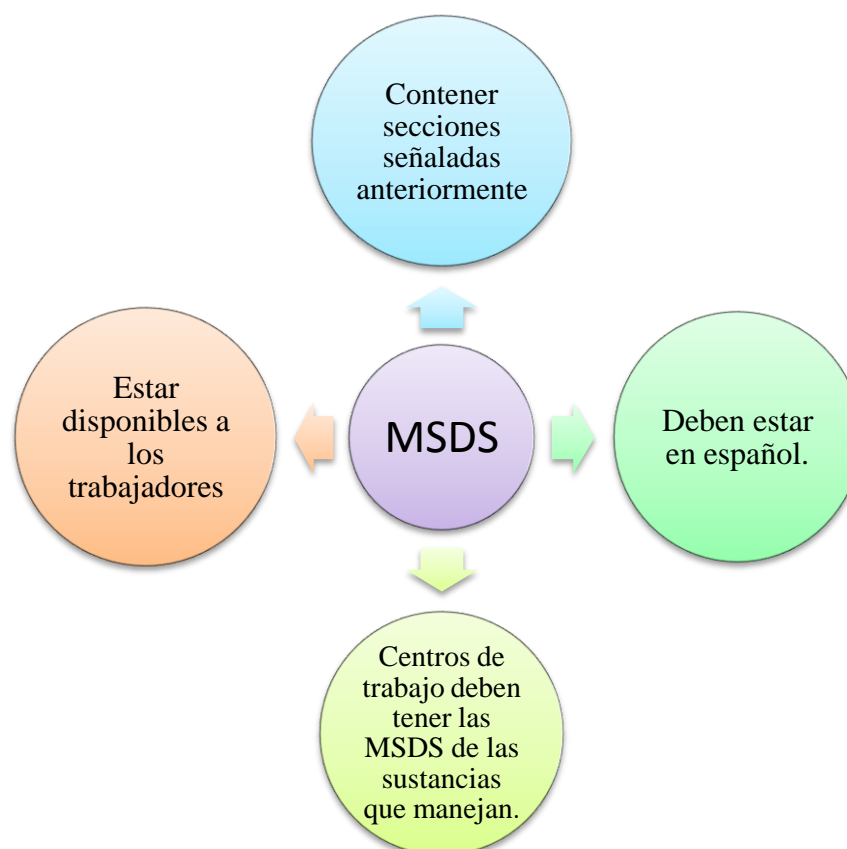 Contener
secciones
señaladas
anteriormente
Estar
disponibles a
los
trabajadores
MSDS
Deben estar
en español.
Centros de
trabajo deben
tener las
MSDS de las
sustancias
que manejan.